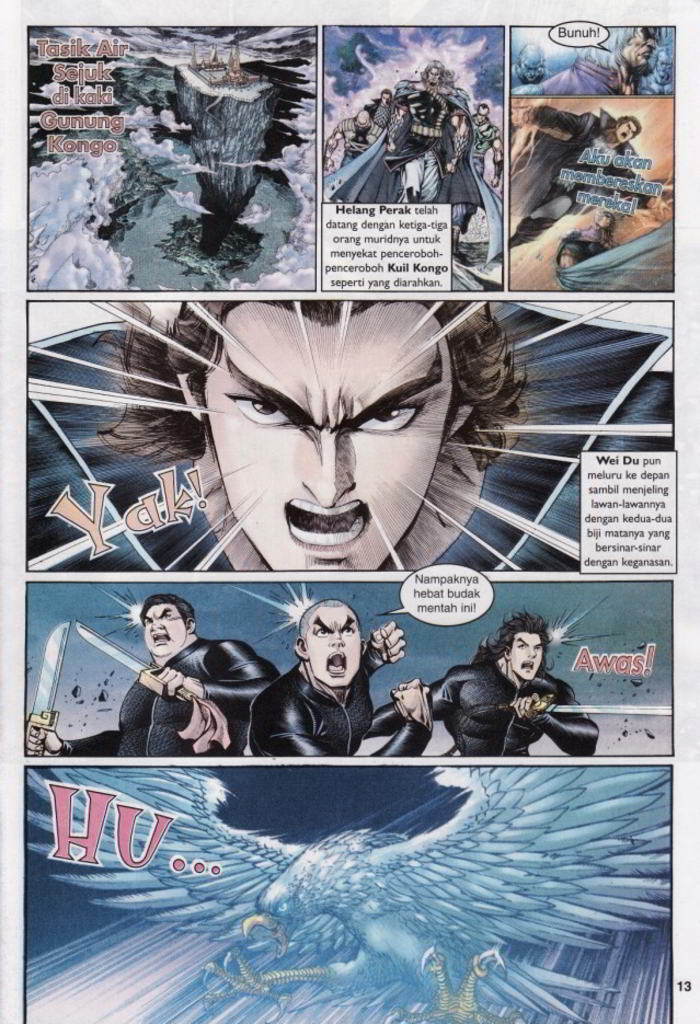 Tasik Air
Sejuk
di kaki
Gunung
Kongo
Helang Perak telah
datang dengan ketiga-tiga
orang muridnya untuk
menyekat penceroboh-
penceroboh Kuil Kongo
seperti yang diarahkan.
Bunuh!
Aku akan
membereskan
mereka!
Yak!
Wei Du pun
meluru ke depan
sambil menjeling
lawan-lawannya
dengan kedua-dua
biji matanya yang
bersinar-sinar
dengan keganasan.
Nampaknya
hebat budak
mentah ini!
Awas!
HU...
13